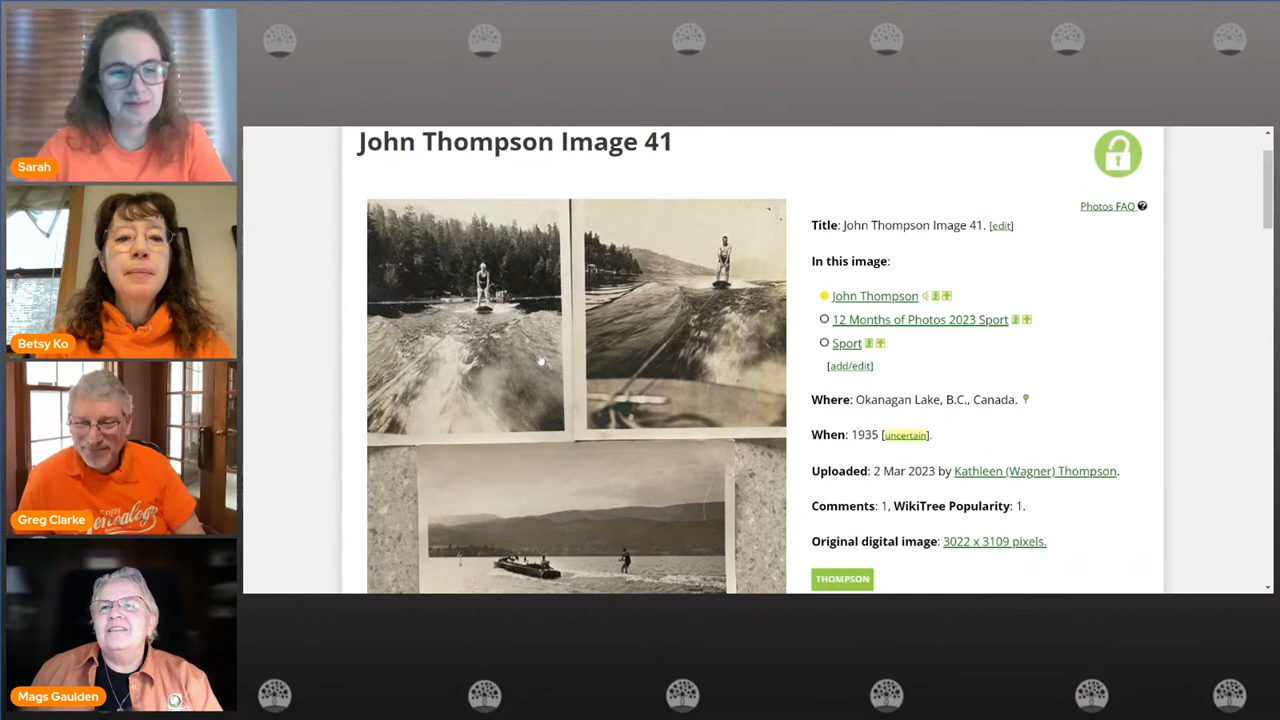 Sarah
Betsy Ko
Enjoy
genealogy
Greg Clarke
Mags Gaulden
John Thompson Image 41
Photos FAQ
Title: John Thompson Image 41. [edit]
In this image:
John Thompson
12 Months of Photos 2023 Sport
Sport
[add/edit]
Where: Okanagan Lake, B.C., Canada.
When: 1935 [uncertain].
Uploaded: 2 Mar 2023 by Kathleen (Wagner) Thompson.
Comments: 1, WikiTree Popularity: 1.
Original digital image: 3022 x 3109 pixels.
THOMPSON